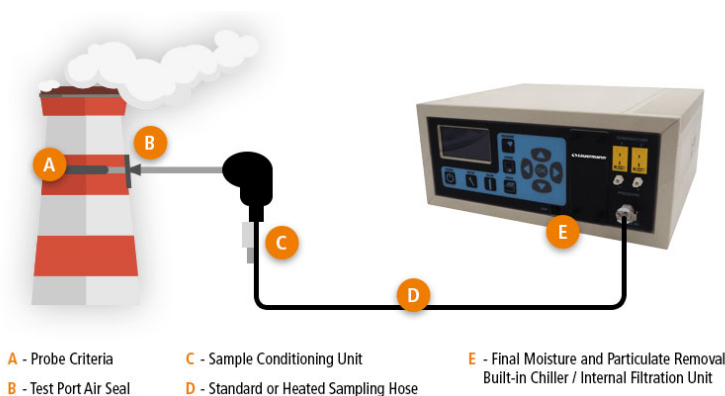 B
A
C
E
D
sauermann
A - Probe Criteria
B - Test Port Air Seal
C - Sample Conditioning Unit
D - Standard or Heated Sampling Hose
E - Final Moisture and Particulate Removal
Built-in Chiller / Internal Filtration Unit